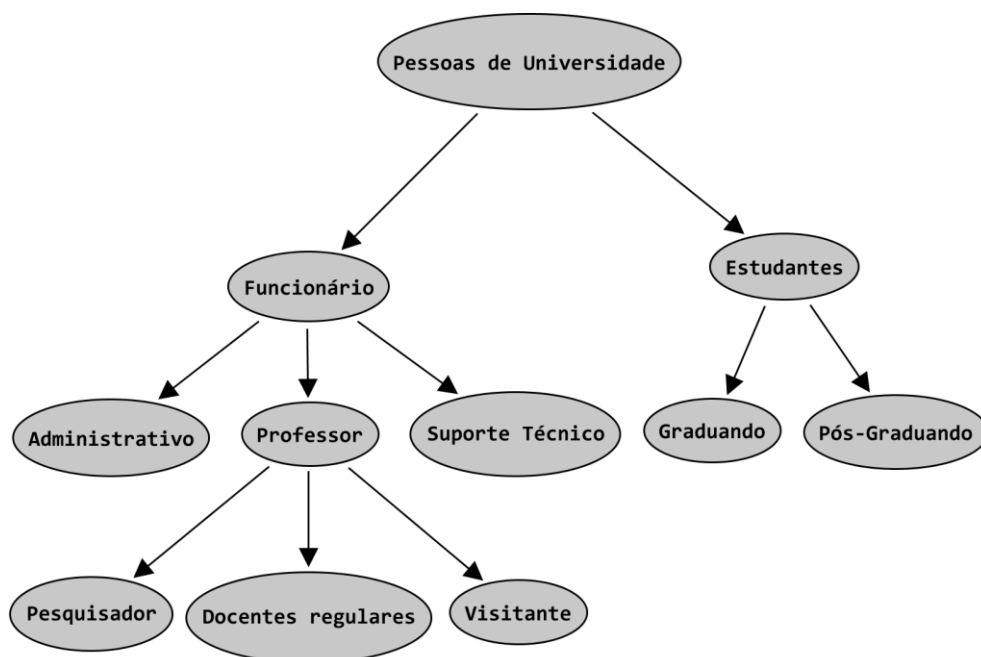 Pessoas de Universidade
Funcionário
Estudantes
Administrativo
Professor
Suporte Técnico
Graduando
Pós-Graduando
Pesquisador
Docentes regulares
Visitante